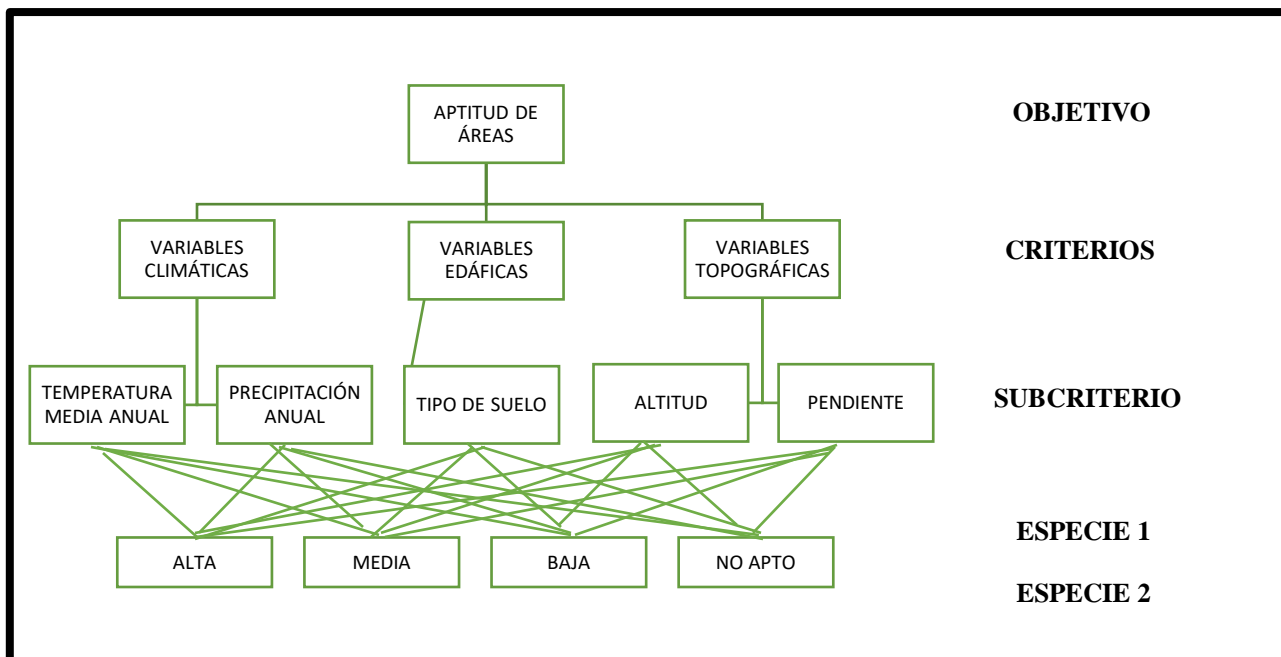 APTITUD DE
ÁREAS
OBJETIVO
VARIABLES
CLIMÁTICAS
VARIABLES
EDÁFICAS
VARIABLES
TOPOGRÁFICAS
CRITERIOS
TEMPERATURA
MEDIA ANUAL
PRECIPITACIÓN
ANUAL
TIPO DE SUELO
ALTITUD
PENDIENTE
SUBCRITERIO
ALTA
MEDIA
BAJA
NO APTO
ESPECIE 1
ESPECIE 2